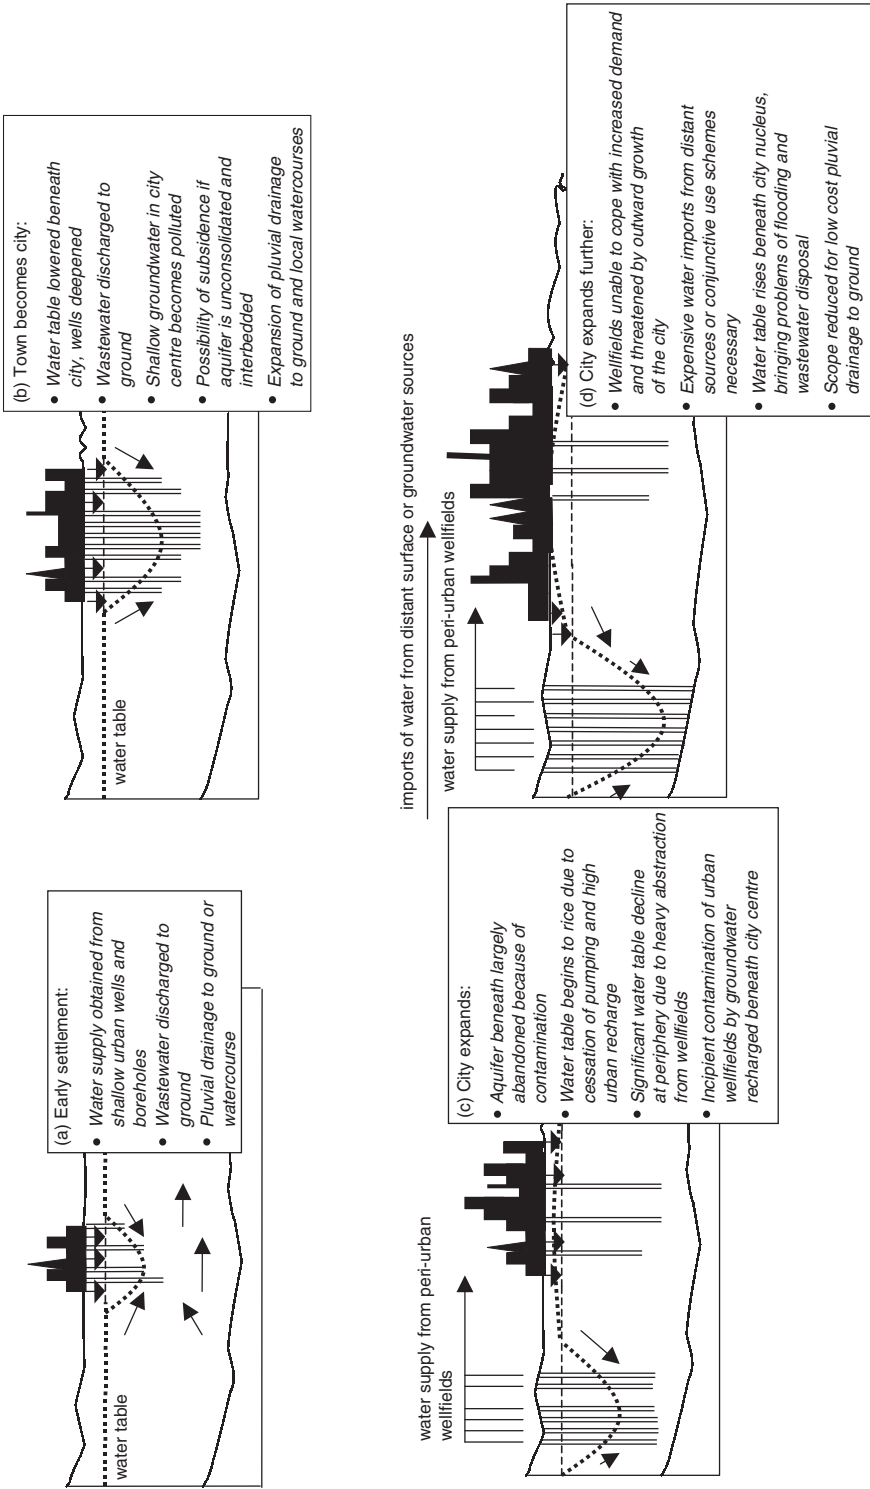 water table
(a) Early settlement:
• Water supply obtained from
shallow urban wells and
boreholes
• Wastewater discharged to
ground
• Pluvial drainage to ground or
watercourse
water table
(b) Town becomes city:
• Water table lowered beneath
city, wells deepened
• Wastewater discharged to
ground
• Shallow groundwater in city
centre becomes polluted
• Possibility of subsidence if
aquifer is unconsolidated and
interbedded
• Expansion of pluvial drainage
to ground and local watercourses
water supply from peri-urban
wellfields
(c) City expands:
• Aquifer beneath largely
abandoned because of
contamination
• Water table begins to rice due to
cessation of pumping and high
urban recharge
• Significant water table decline
at periphery due to heavy abstraction
from wellfields
• Incipient contamination of urban
wellfields by groundwater
recharged beneath city centre
imports of water from distant surface or groundwater sources
water supply from peri-urban wellfields
(d) City expands further:
• Wellfields unable to cope with increased demand
and threatened by outward growth
of the city
• Expensive water imports from distant
sources or conjunctive use schemes
necessary
• Water table rises beneath city nucleus,
bringing problems of flooding and
wastewater disposal
• Scope reduced for low cost pluvial
drainage to ground